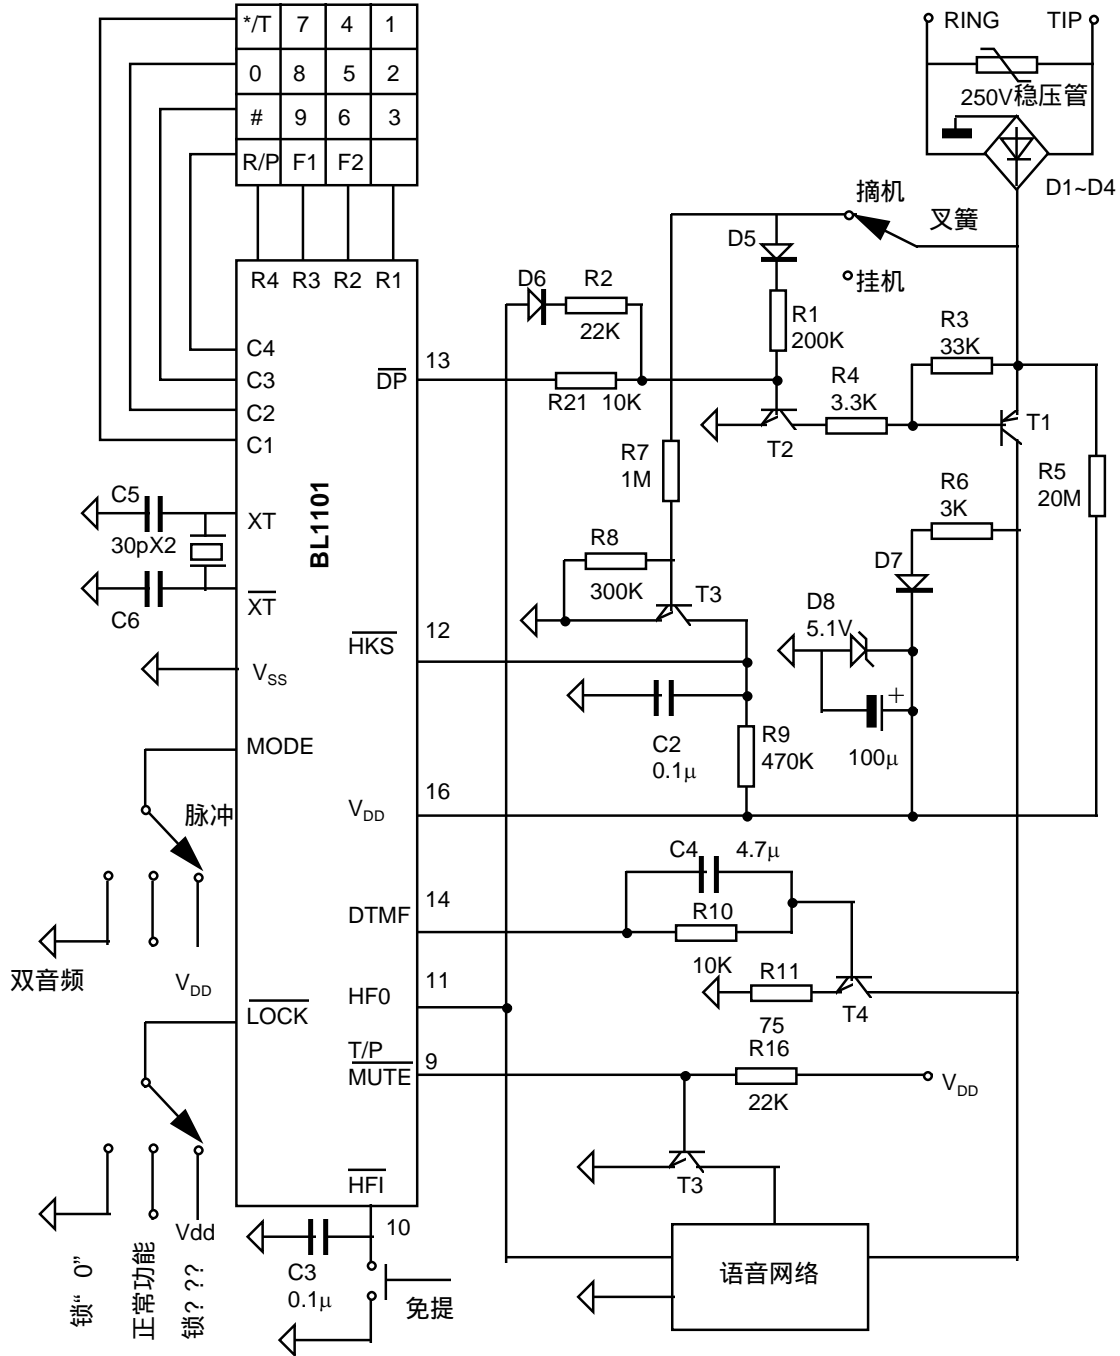 */T 7 4 1
0 8 5 2
# 9 6 3
R/P F1 F2
RING TIP
250V稳压管
D1~D4
摘机
叉簧
挂机
D5
R1
200K
D6 R2
22K
R4 R3 R2 R1
C4
C3
C2
C1
DP
13
R21 10K
R3
33K
R4
3.3K
T2
T1
R7
1M
R5
20M
R6
3K
BL1101
C5
30pX2
C6
XT
XT
R8
300K
T3
D7
D8
5.1V
HKS
12
VSS
+
100μ
C2
0.1μ
R9
470K
MODE
脉冲
VDD
16
双音频
VDD
C4 4.7μ
R10
10K
DTMF
14
R11
75
T4
HF0
11
LOCK
T/P
MUTE
9
R16
22K
VDD
T3
HFI
10
Vdd
锁“ 0”
正常功能
锁? ??
C3
0.1μ
免提
语音网络